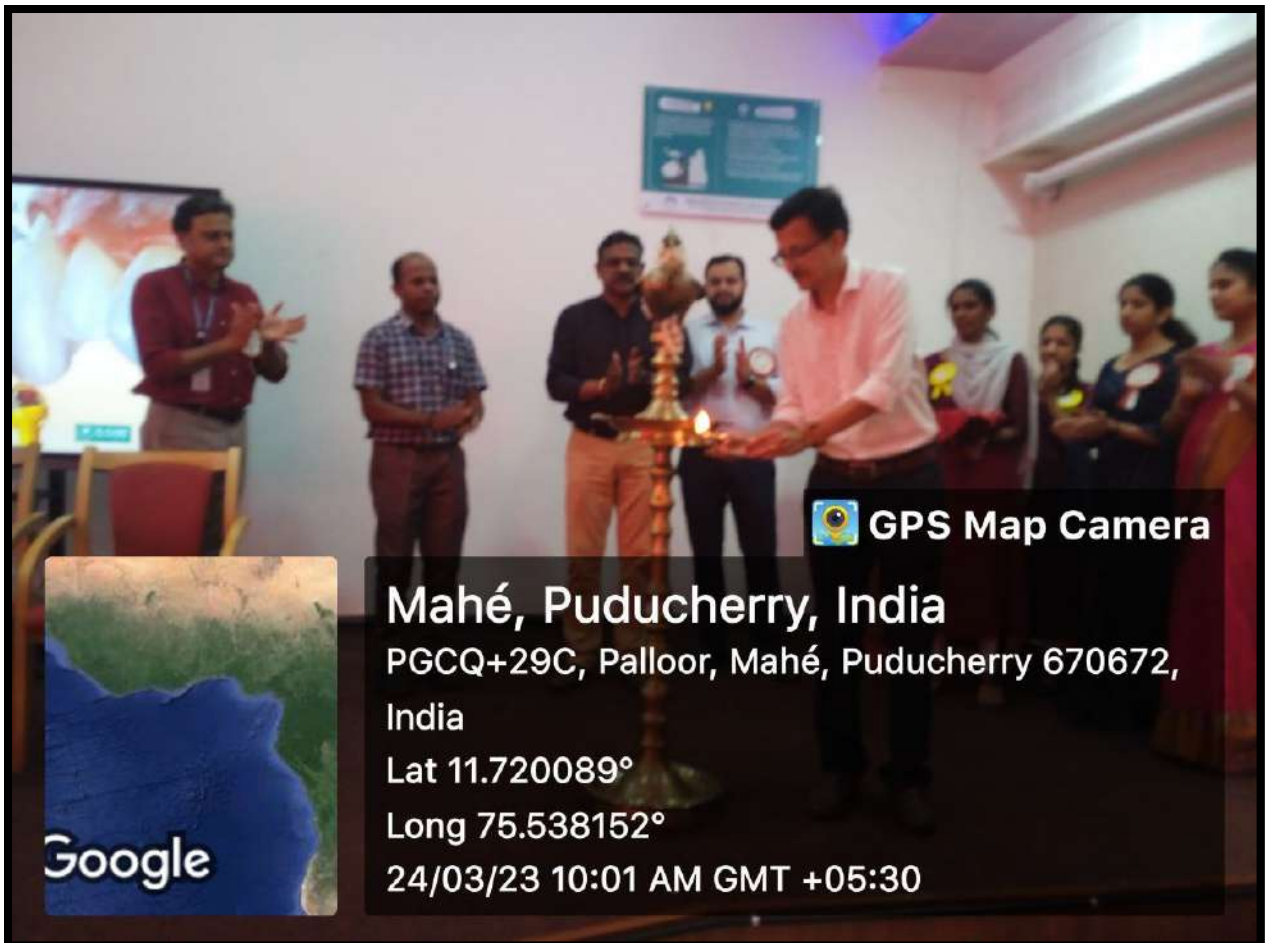 GPS Map Camera
Mahé, Puducherry, India
PGCQ+29C, Palloor, Mahé, Puducherry 670672,
India
Lat 11.720089°
Long 75.538152°
24/03/23 10:01 AM GMT +05:30
Google